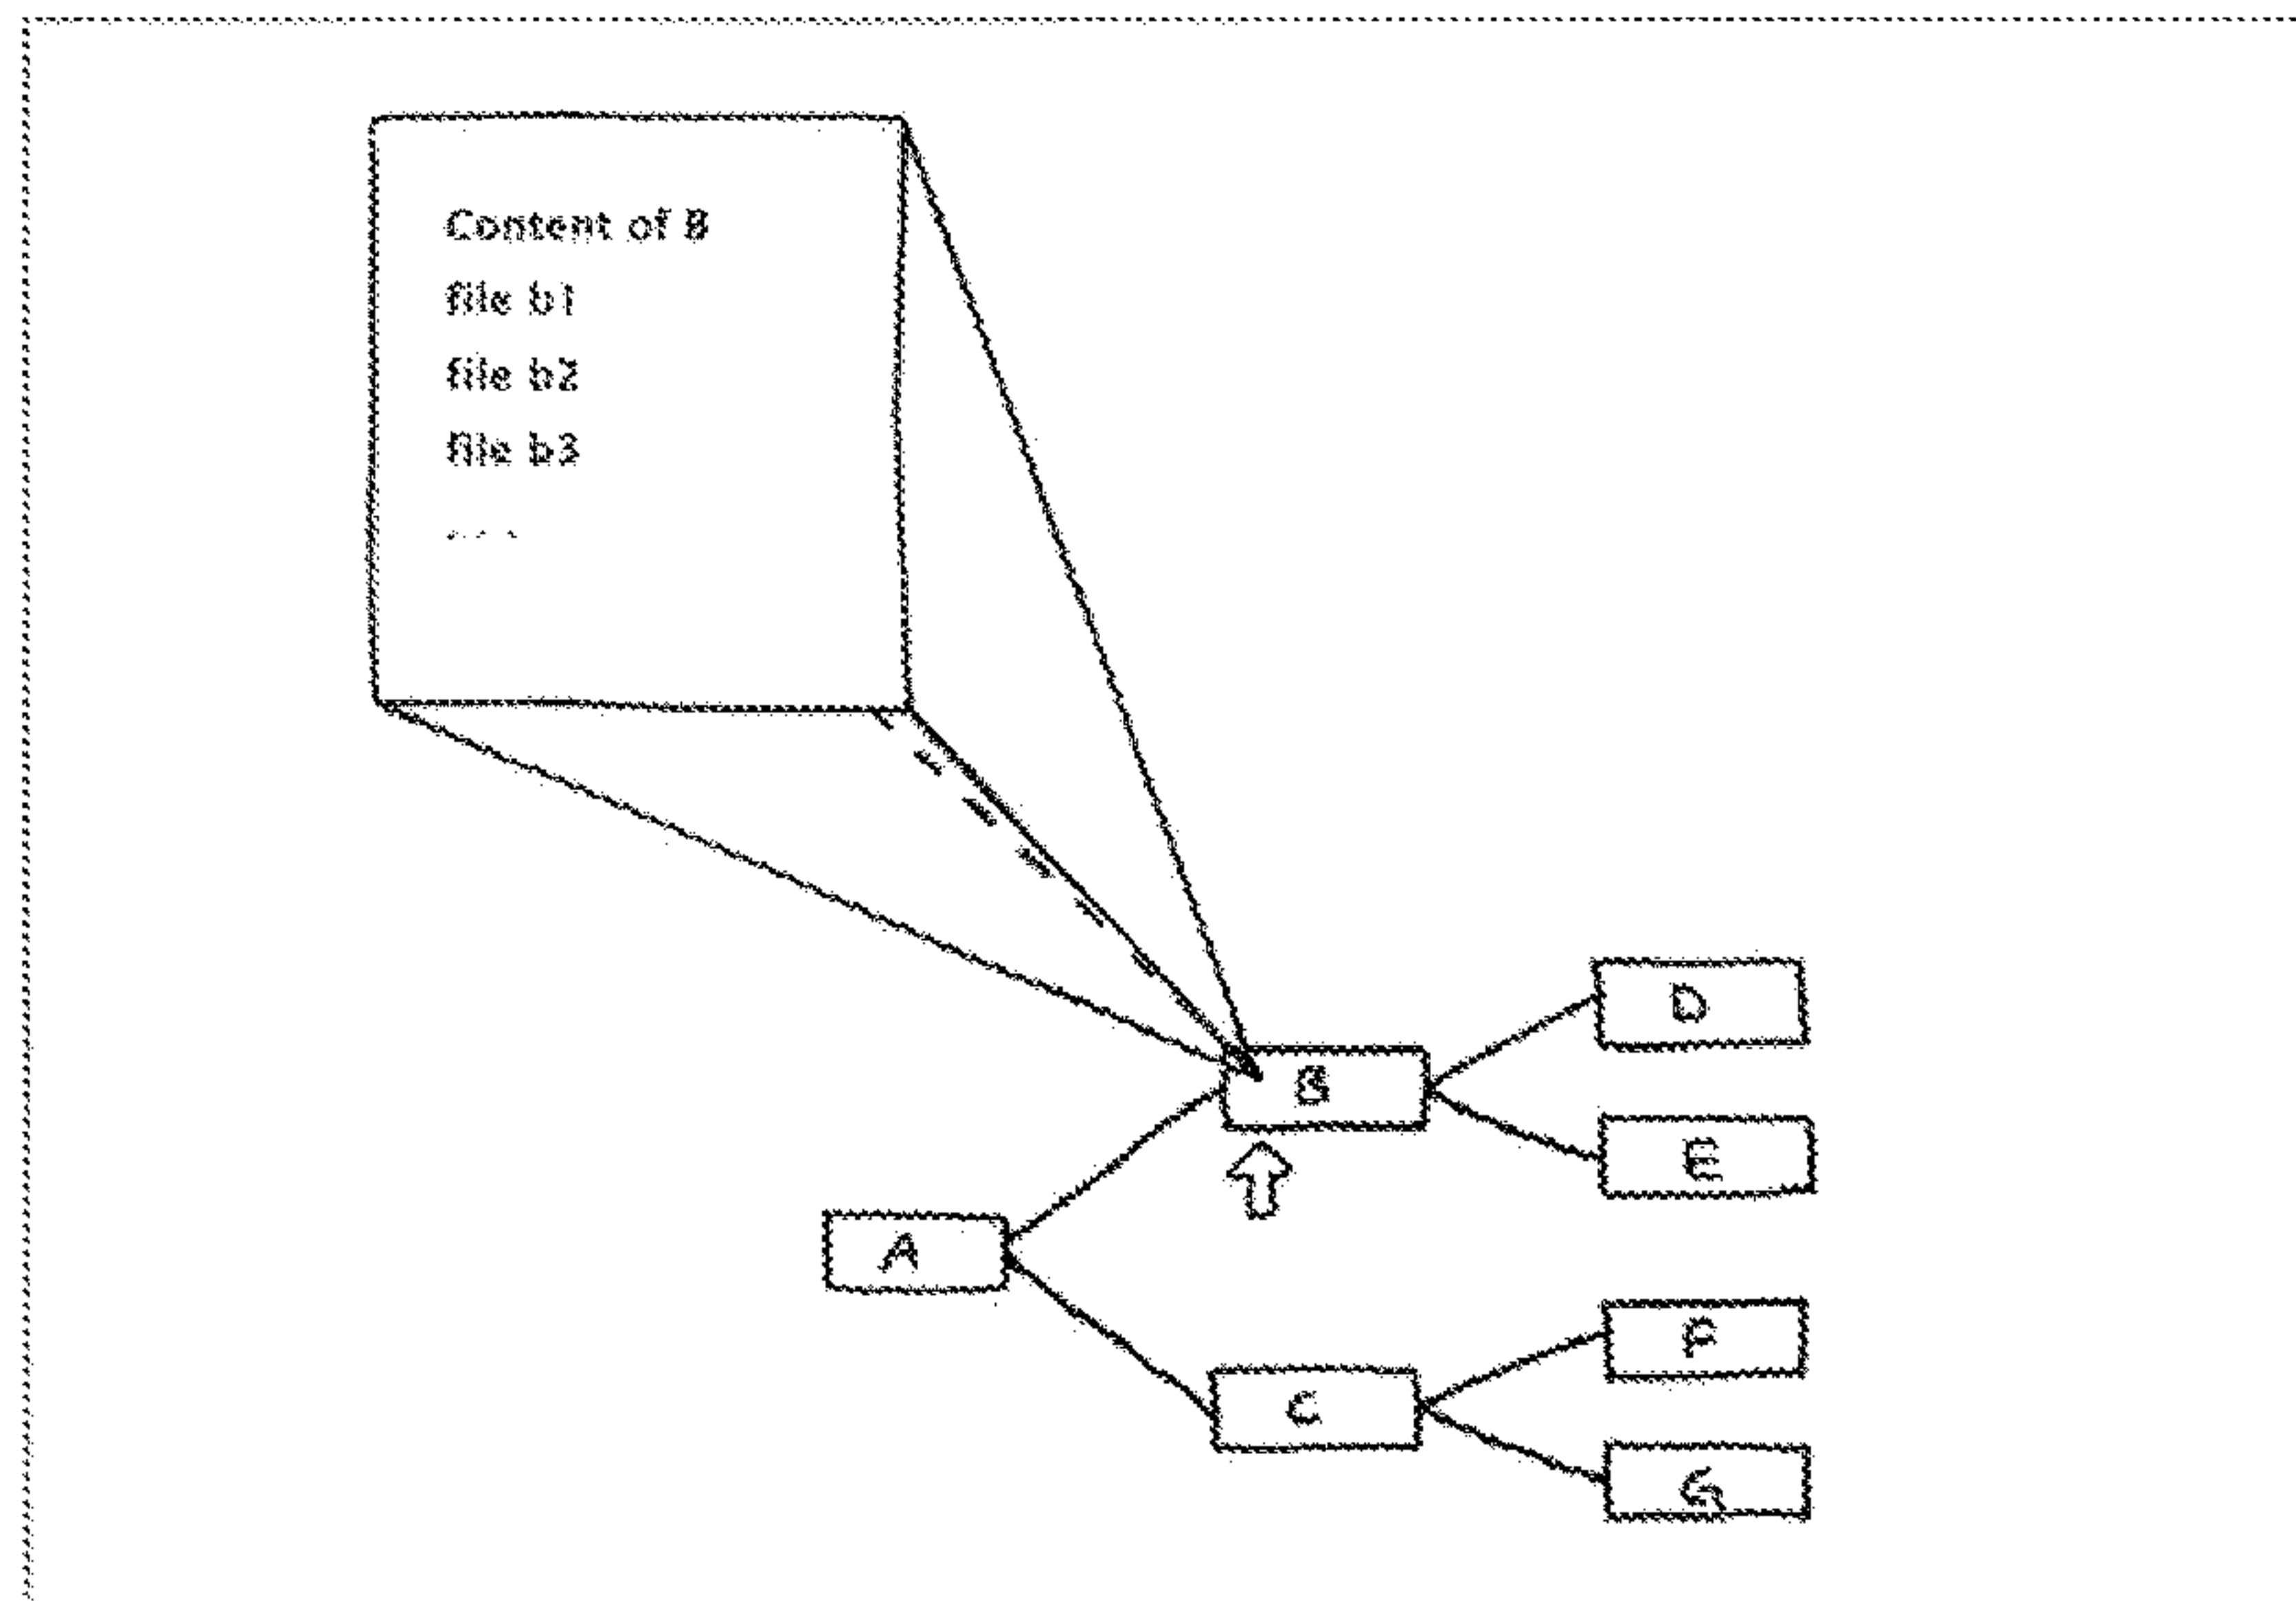 Content of B
file b1
file b2
file b3
. . .
D
B
E
A
F
C
G